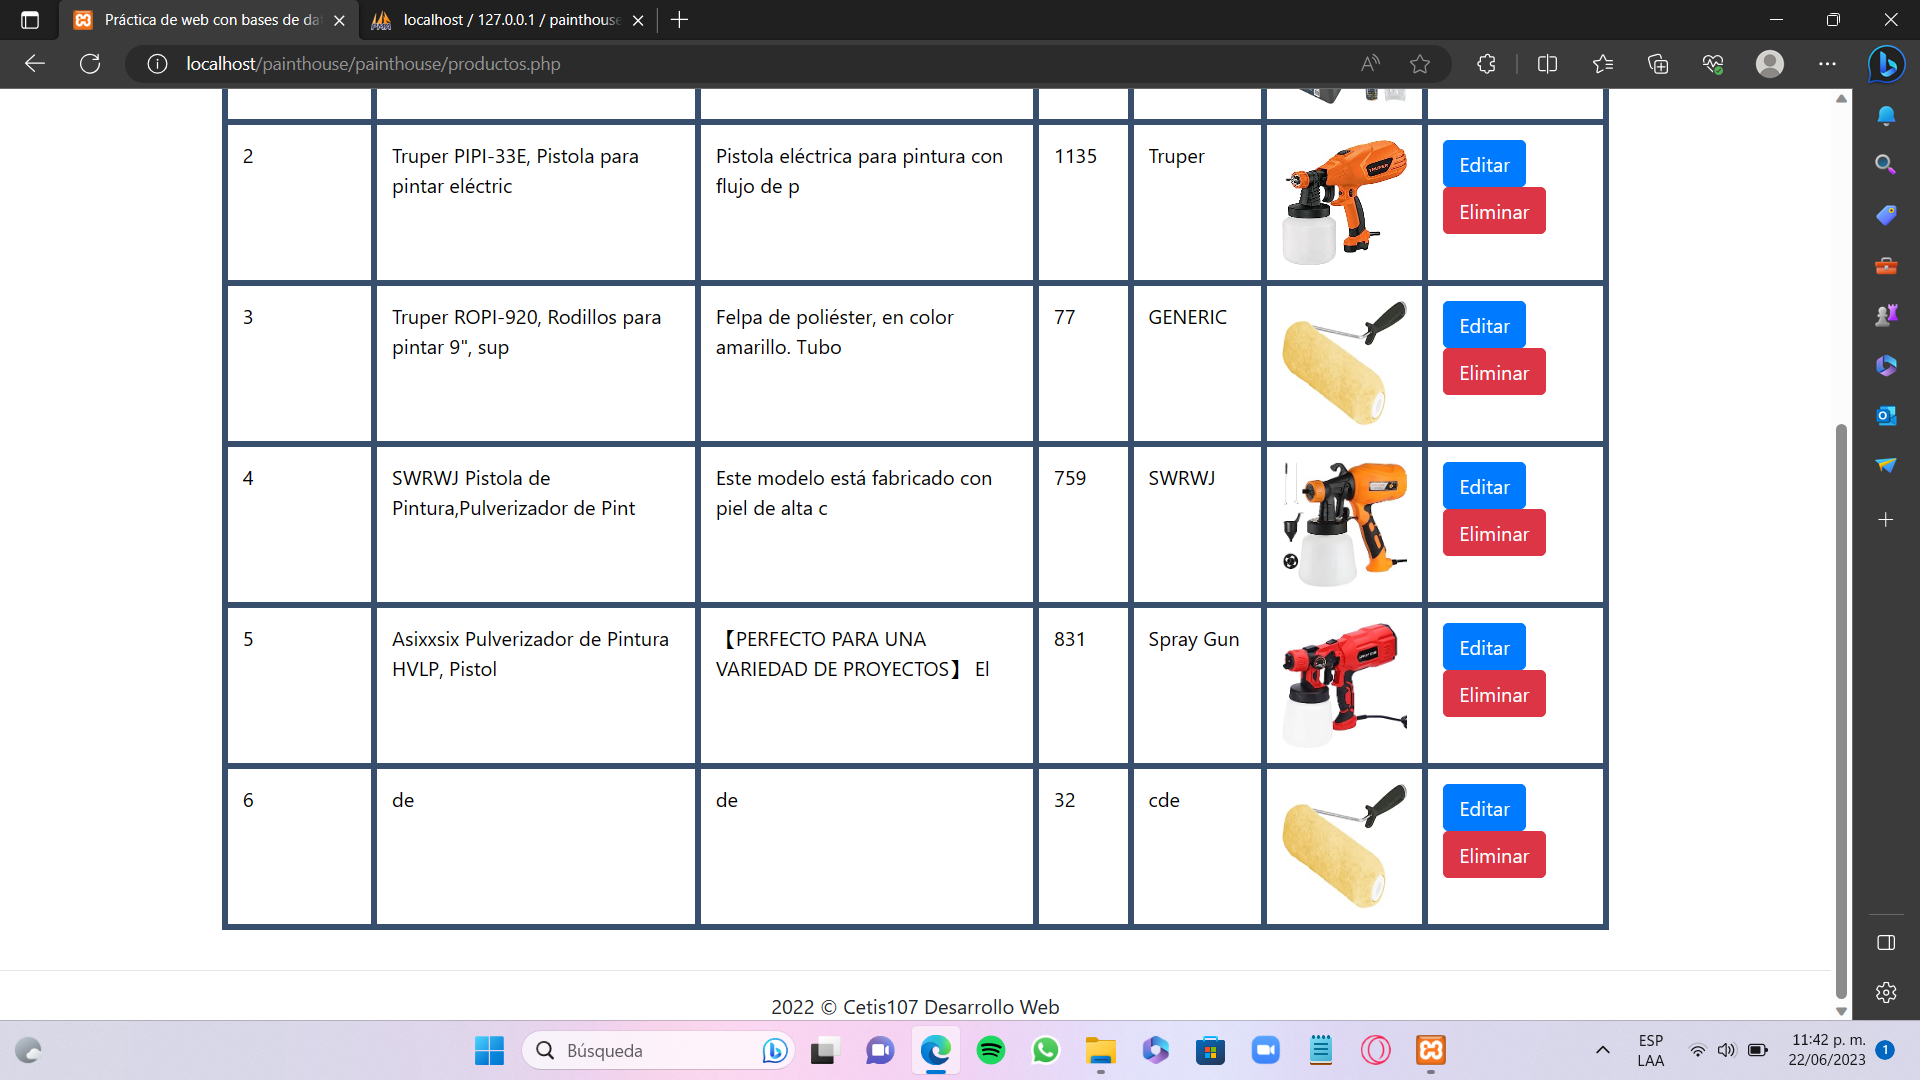 Práctica de web con bases de da
localhost / 127.0.0.1 / painthouse
localhost/painthouse/productos.php
2
Truper PIPI-33E, Pistola para
pintar eléctric
Pistola eléctrica para pintura con
flujo de p
1135
Truper
TRUPER
Editar
Eliminar
3
Truper ROPI-920, Rodillos para
pintar 9", sup
Felpa de poliéster, en color
amarillo. Tubo
77
GENERIC
Editar
Eliminar
4
SWRWJ Pistola de
Pintura,Pulverizador de Pint
Este modelo está fabricado con
piel de alta c
759
SWRWJ
Editar
Eliminar
5
Asixxsix Pulverizador de Pintura
HVLP, Pistol
【PERFECTO PARA UNA
VARIEDAD DE PROYECTOS】 El
831
Spray Gun
Editar
Eliminar
6
de
de
32
cde
Editar
Eliminar
2022 © Cetis107 Desarrollo Web
Búsqueda
ESP
LAA
11:42 p. m.
22/06/2023
1